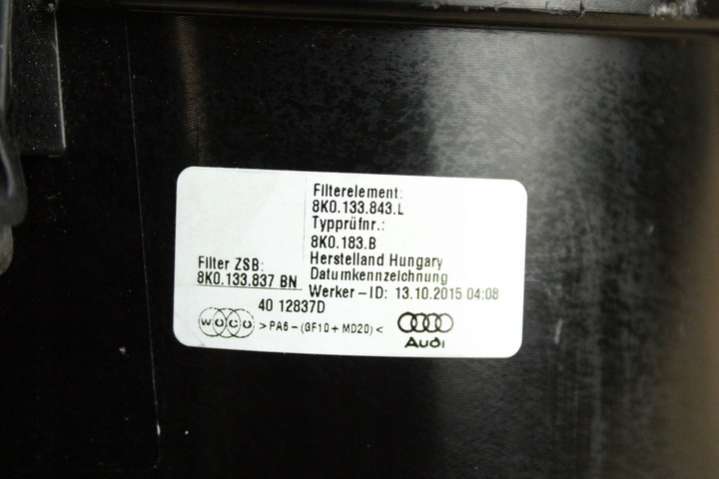 Filterelement:
8K0.133.843.L
Typprüfnr.:
8K0.183.B
Herstelland Hungary
Datumkennzeichnung
Werker-ID: 13.10.2015 04:08
Filter ZSB:
8K0.133.837 BN
40 12837D
WOCO >PA6-(GF10+MD20)<
Audi